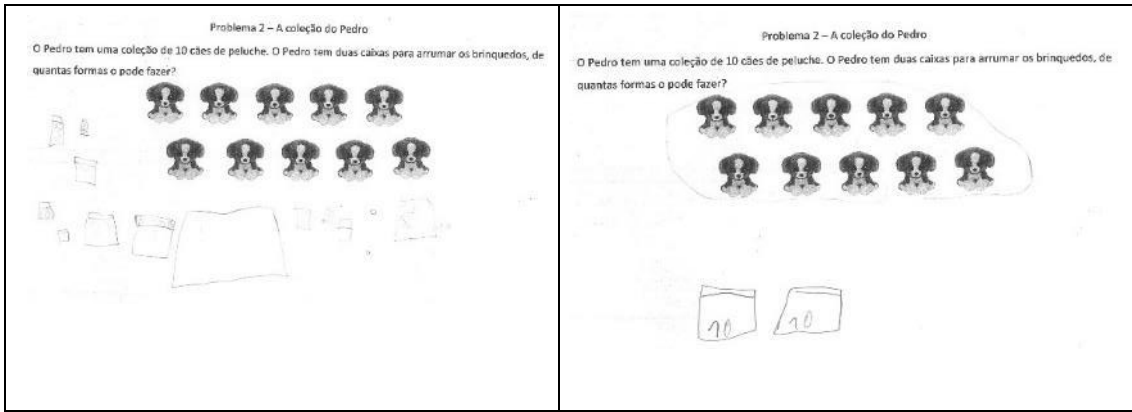 Problema 2 – A coleção do Pedro
O Pedro tem uma coleção de 10 cães de peluche. O Pedro tem duas caixas para arrumar os brinquedos, de
quantas formas o pode fazer?
Problema 2 – A coleção do Pedro
O Pedro tem uma coleção de 10 cães de peluche. O Pedro tem duas caixas para arrumar os brinquedos, de
quantas formas o pode fazer?
10 10